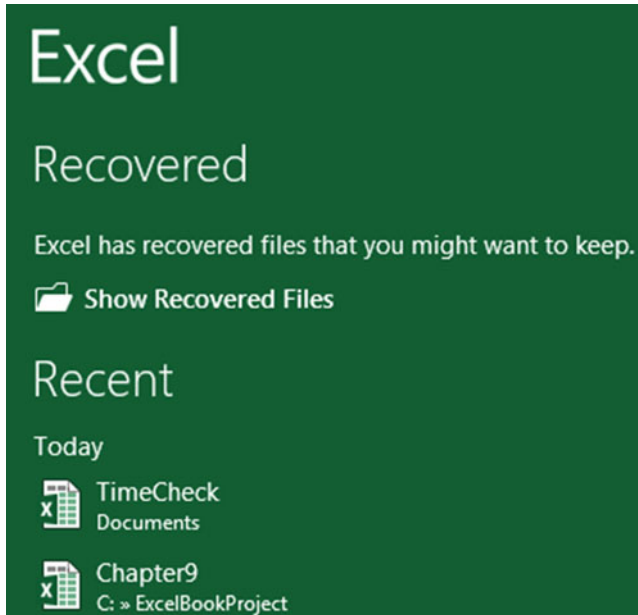 Excel
Recovered
Excel has recovered files that you might want to keep.
Show Recovered Files
Recent
Today
TimeCheck
Documents
Chapter9
C: » ExcelBookProject